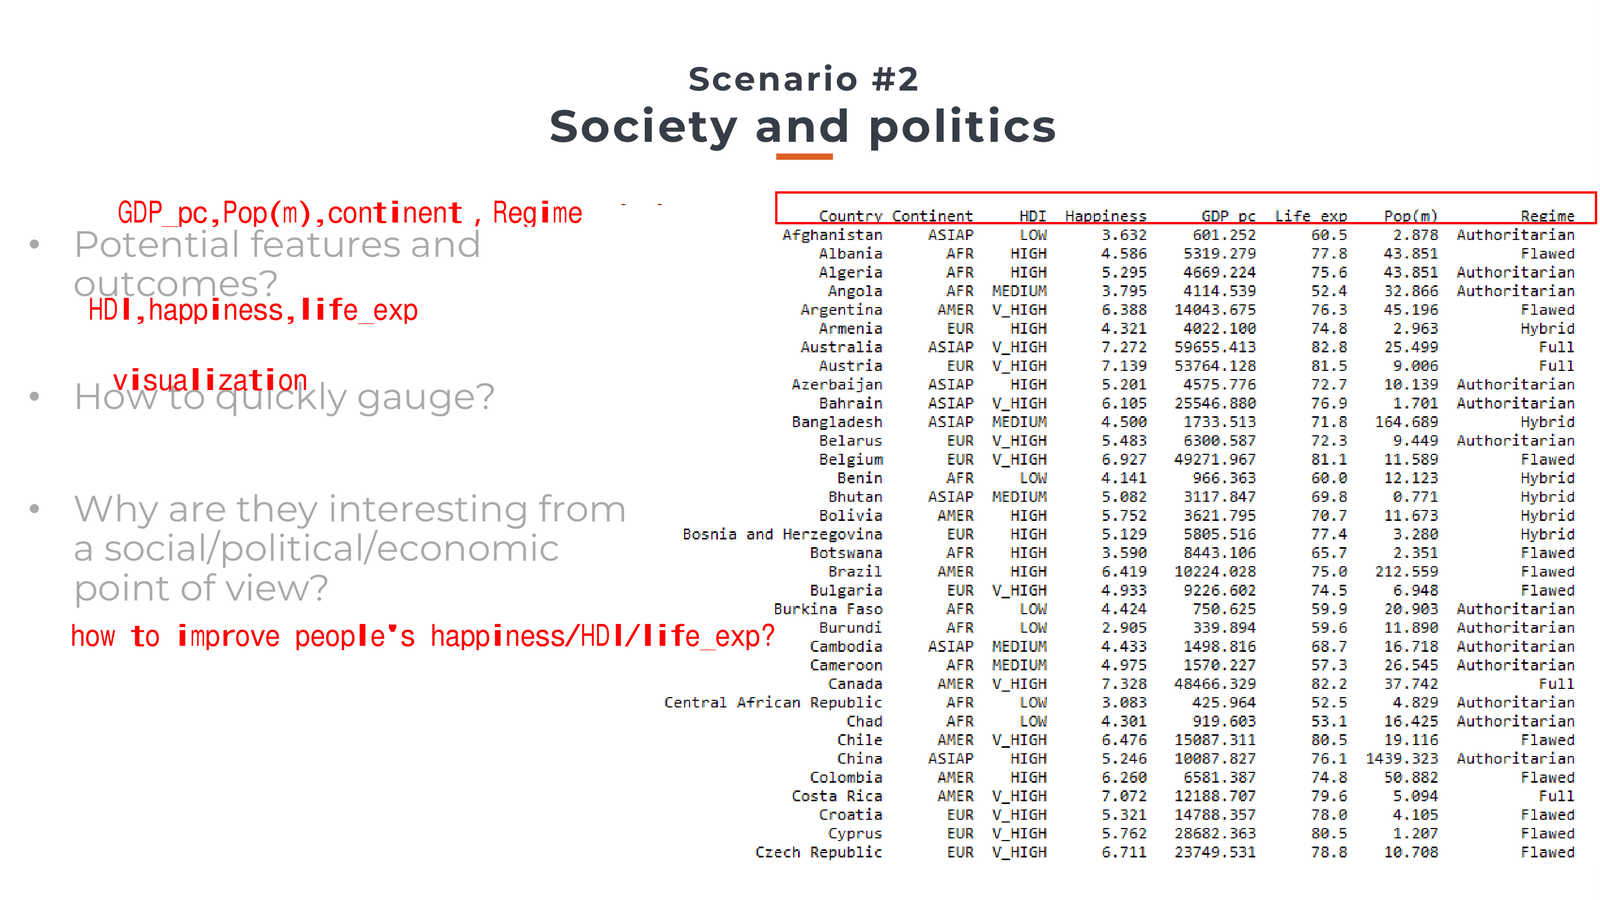 Scenario #2
Society and politics
GDP_pc,Pop(m),continent , Regime
• Potential features and
outcomes?
HDI,happiness,life_exp
visualization
• How to quickly gauge?
• Why are they interesting from
a social/political/economic
point of view?
how to improve people's happiness/HDI/life_exp?
Country Continent HDI Happiness GDP_pc Life_exp Pop(m) Regime
Afghanistan ASIAP LOW 3.632 601.252 60.5 2.878 Authoritarian
Albania AFR HIGH 4.586 5319.279 77.8 43.851 Flawed
Algeria AFR HIGH 5.295 4669.224 75.6 43.851 Authoritarian
Angola AFR MEDIUM 3.795 4114.539 52.4 32.866 Authoritarian
Argentina AMER V_HIGH 6.388 14043.675 76.3 45.196 Flawed
Armenia EUR HIGH 4.321 4022.100 74.8 2.963 Hybrid
Australia ASIAP V_HIGH 7.272 59655.413 82.8 25.499 Full
Austria EUR V_HIGH 7.139 53764.128 81.5 9.006 Full
Azerbaijan ASIAP HIGH 5.201 4575.776 72.7 10.139 Authoritarian
Bahrain ASIAP V_HIGH 6.105 25546.880 76.9 1.701 Authoritarian
Bangladesh ASIAP MEDIUM 4.500 1733.513 71.8 164.689 Hybrid
Belarus EUR V_HIGH 5.483 6300.587 72.3 9.449 Authoritarian
Belgium EUR V_HIGH 6.927 49271.967 81.1 11.589 Flawed
Benin AFR LOW 4.141 966.363 60.0 12.123 Hybrid
Bhutan ASIAP MEDIUM 5.082 3117.847 69.8 0.771 Hybrid
Bolivia AMER HIGH 5.752 3621.795 70.7 11.673 Hybrid
Bosnia and Herzegovina EUR HIGH 5.129 5805.516 77.4 3.280 Hybrid
Botswana AFR HIGH 3.590 8443.106 65.7 2.351 Flawed
Brazil AMER HIGH 6.419 10224.028 75.0 212.559 Flawed
Bulgaria EUR V_HIGH 4.933 9226.602 74.5 6.948 Flawed
Burkina Faso AFR LOW 4.424 750.625 59.9 20.903 Authoritarian
Burundi AFR LOW 2.905 339.894 59.6 11.890 Authoritarian
Cambodia ASIAP MEDIUM 4.433 1498.816 68.7 16.718 Authoritarian
Cameroon AFR MEDIUM 4.975 1570.227 57.3 26.545 Authoritarian
Canada AMER V_HIGH 7.328 48466.329 82.2 37.742 Full
Central African Republic AFR LOW 3.083 425.964 52.5 4.829 Authoritarian
Chad AFR LOW 4.301 919.603 53.1 16.425 Authoritarian
Chile AMER V_HIGH 6.476 15087.311 80.5 19.116 Flawed
China ASIAP HIGH 5.246 10087.827 76.1 1439.323 Authoritarian
Colombia AMER HIGH 6.260 6581.387 74.8 50.882 Flawed
Costa Rica AMER V_HIGH 7.072 12188.707 79.6 5.094 Full
Croatia EUR V_HIGH 5.321 14788.357 78.0 4.105 Flawed
Cyprus EUR V_HIGH 5.762 28682.363 80.5 1.207 Flawed
Czech Republic EUR V_HIGH 6.711 23749.531 78.8 10.708 Flawed